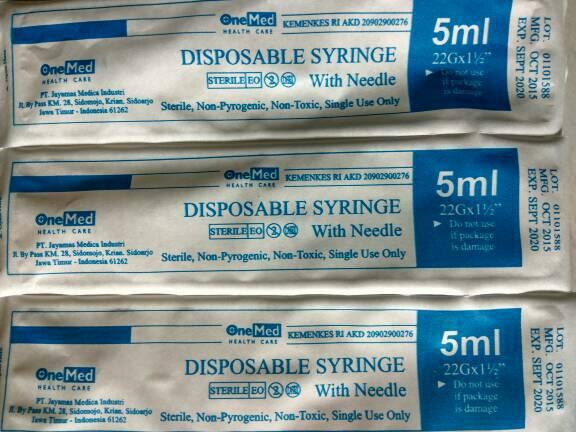 OneMed
HEALTH CARE
KEMENKES RI AKD 20902900276
5ml
22Gx1½"
Do not use
if package
is damage
LOT. 01101588
MFG. OCT 2015
EXP. SEPT 2020
DISPOSABLE SYRINGE
STERILE EO With Needle
Sterile, Non-Pyrogenic, Non-Toxic, Single Use Only
OneMed
HEALTH CARE
PT. Jayamas Medica Industri
Jl. By Pass KM. 28, Sidomojo, Krian, Sidoarjo
Jawa Timur - Indonesia 61262
OneMed
HEALTH CARE
KEMENKES RI AKD 20902900276
5ml
22Gx1½"
Do not use
if package
is damage
LOT. 01101588
MFG. OCT 2015
EXP. SEPT 2020
DISPOSABLE SYRINGE
STERILE EO With Needle
Sterile, Non-Pyrogenic, Non-Toxic, Single Use Only
OneMed
HEALTH CARE
PT. Jayamas Medica Industri
Jl. By Pass KM. 28, Sidomojo, Krian, Sidoarjo
Jawa Timur - Indonesia 61262
OneMed
HEALTH CARE
KEMENKES RI AKD 20902900276
5ml
22Gx1½"
Do not use
if package
is damage
LOT. 01101588
MFG. OCT 2015
EXP. SEPT 2020
DISPOSABLE SYRINGE
STERILE EO With Needle
Sterile, Non-Pyrogenic, Non-Toxic, Single Use Only
OneMed
HEALTH CARE
PT. Jayamas Medica Industri
Jl. By Pass KM. 28, Sidomojo, Krian, Sidoarjo
Jawa Timur - Indonesia 61262